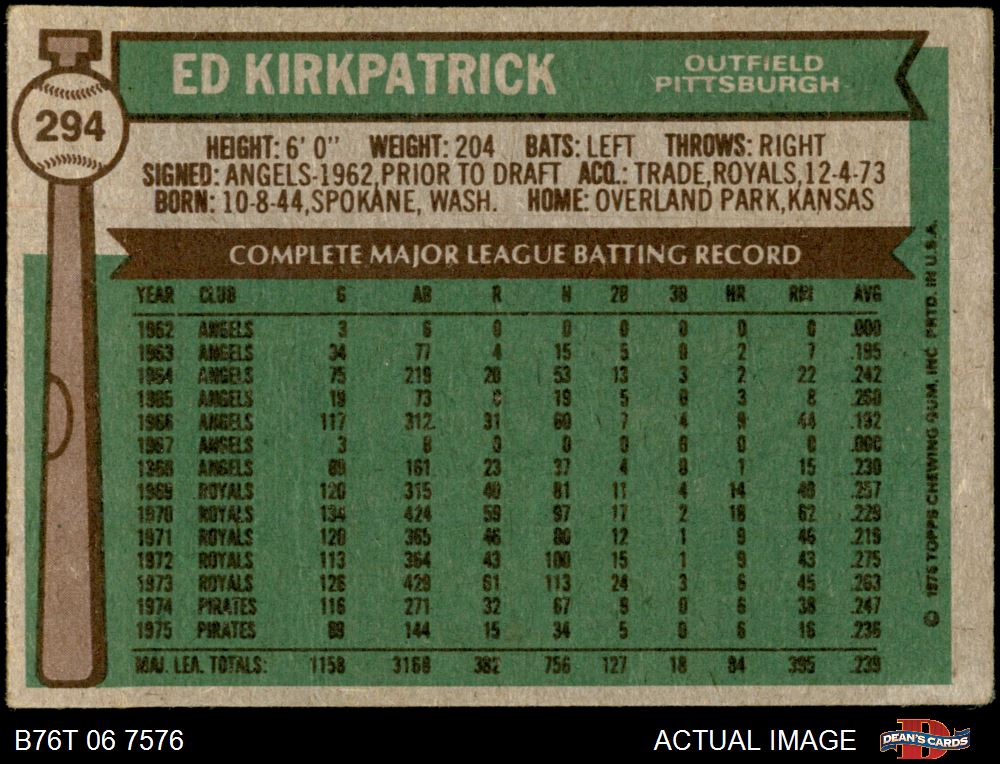 ED KIRKPATRICK
OUTFIELD
PITTSBURGH
294
HEIGHT: 6' 0" WEIGHT: 204 BATS: LEFT THROWS: RIGHT
SIGNED: ANGELS-1962, PRIOR TO DRAFT ACQ.: TRADE, ROYALS, 12-4-73
BORN: 10-8-44, SPOKANE, WASH. HOME: OVERLAND PARK, KANSAS
COMPLETE MAJOR LEAGUE BATTING RECORD
YEAR CLUB G AB R H 2B 3B HR RBI AVG
1962 ANGELS 3 6 0 0 0 0 0 0 .000
1963 ANGELS 34 77 4 15 5 0 2 7 .195
1964 ANGELS 75 219 20 53 13 3 2 22 .242
1965 ANGELS 19 73 19 5 0 3 8 .260
1966 ANGELS 117 312 31 60 7 4 9 44 .192
1967 ANGELS 3 8 0 0 0 0 0 0 .000
1968 ANGELS 89 161 23 37 4 0 1 15 .230
1969 ROYALS 120 315 40 81 11 4 14 49 .257
1970 ROYALS 134 424 59 97 17 2 18 62 .229
1971 ROYALS 120 365 46 80 12 1 9 46 .219
1972 ROYALS 113 364 43 100 15 1 9 43 .275
1973 ROYALS 126 429 61 113 24 3 6 45 .263
1974 PIRATES 116 271 32 67 9 0 6 38 .247
1975 PIRATES 89 144 15 34 5 0 5 16 .236
MAJ. LEA. TOTALS: 1158 3168 382 756 127 18 84 395 .239
© 1976 TOPPS CHEWING GUM, INC. PRTD. IN U.S.A.
B76T 06 7576
ACTUAL IMAGE
D
DEAN'S CARDS